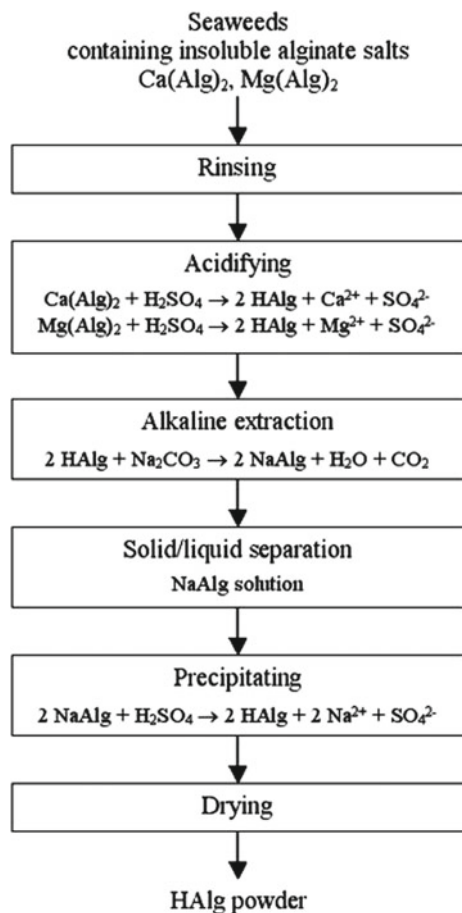 Seaweeds
containing insoluble alginate salts
Ca(Alg)₂, Mg(Alg)₂
Rinsing
Acidifying
Ca(Alg)₂ + H₂SO₄ → 2 HAlg + Ca²⁺ + SO₄²⁻
Mg(Alg)₂ + H₂SO₄ → 2 HAlg + Mg²⁺ + SO₄²⁻
Alkaline extraction
2 HAlg + Na₂CO₃ → 2 NaAlg + H₂O + CO₂
Solid/liquid separation
NaAlg solution
Precipitating
2 NaAlg + H₂SO₄ → 2 HAlg + 2 Na²⁺ + SO₄²⁻
Drying
HAlg powder